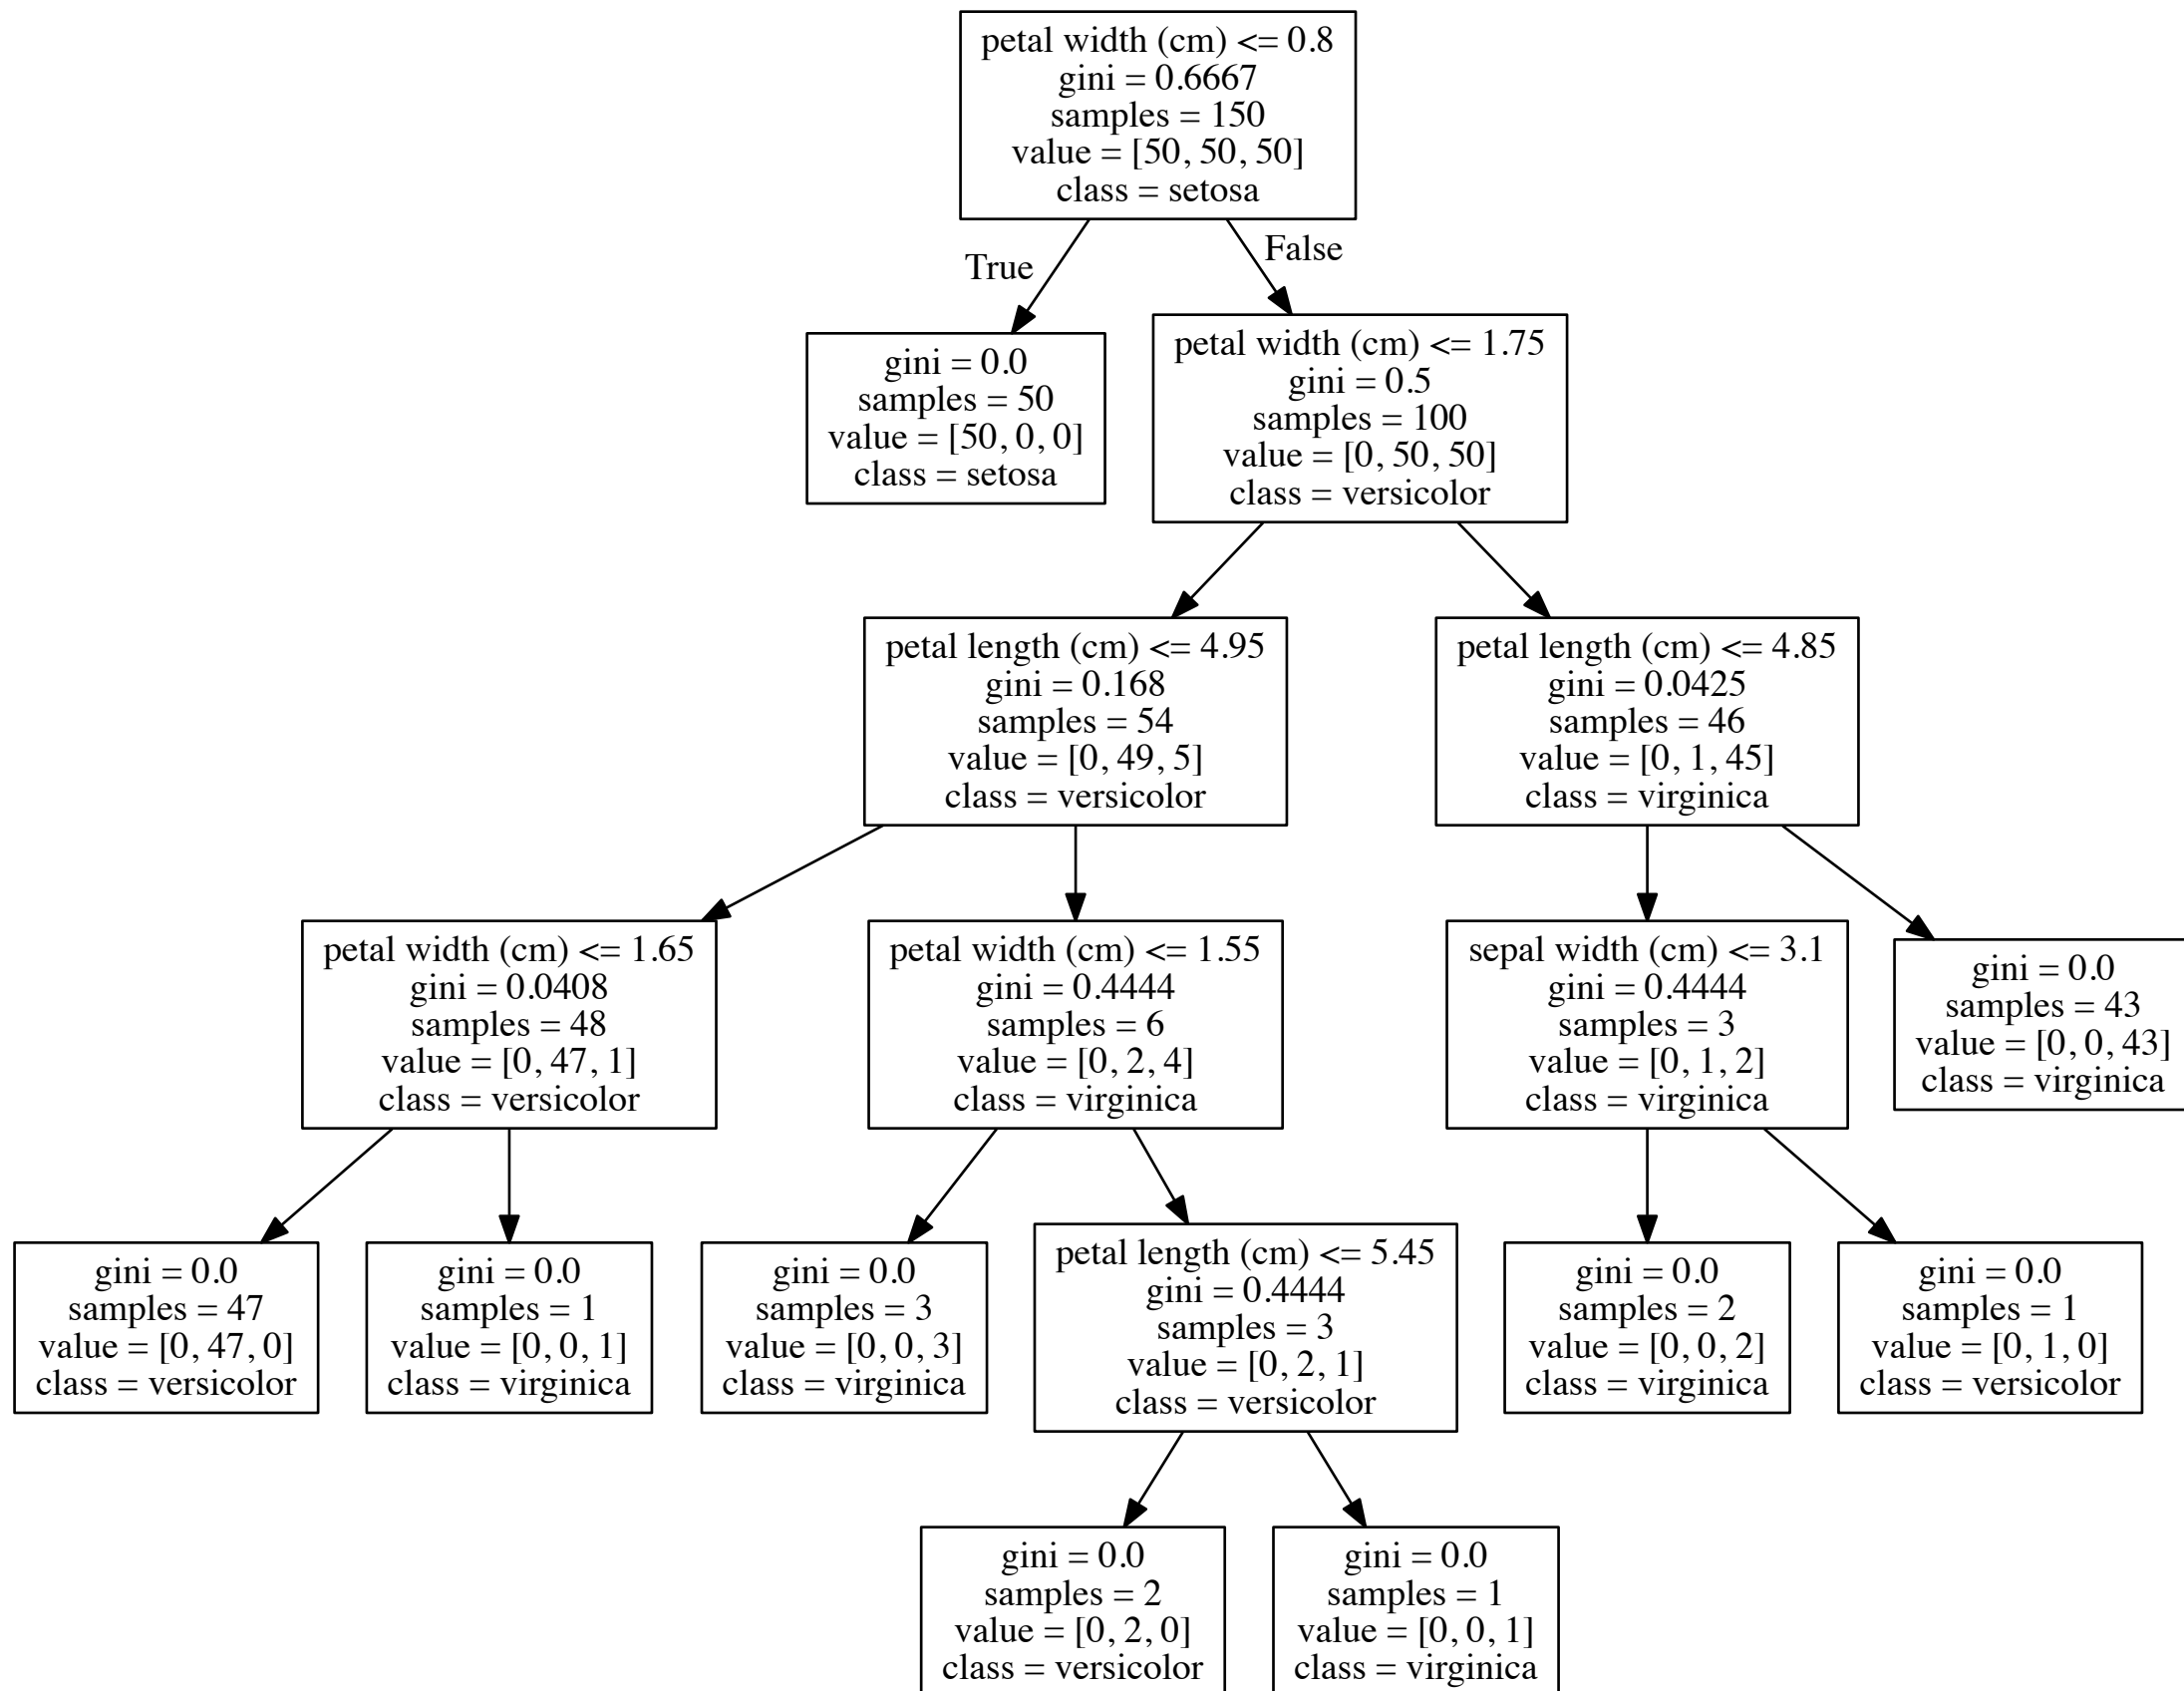 petal width (cm) <= 0.8
gini = 0.6667
samples = 150
value = [50, 50, 50]
class = setosa
True
False
gini = 0.0
samples = 50
value = [50, 0, 0]
class = setosa
petal width (cm) <= 1.75
gini = 0.5
samples = 100
value = [0, 50, 50]
class = versicolor
petal length (cm) <= 4.95
gini = 0.168
samples = 54
value = [0, 49, 5]
class = versicolor
petal length (cm) <= 4.85
gini = 0.0425
samples = 46
value = [0, 1, 45]
class = virginica
petal width (cm) <= 1.65
gini = 0.0408
samples = 48
value = [0, 47, 1]
class = versicolor
petal width (cm) <= 1.55
gini = 0.4444
samples = 6
value = [0, 2, 4]
class = virginica
sepal width (cm) <= 3.1
gini = 0.4444
samples = 3
value = [0, 1, 2]
class = virginica
gini = 0.0
samples = 43
value = [0, 0, 43]
class = virginica
gini = 0.0
samples = 47
value = [0, 47, 0]
class = versicolor
gini = 0.0
samples = 1
value = [0, 0, 1]
class = virginica
gini = 0.0
samples = 3
value = [0, 0, 3]
class = virginica
petal length (cm) <= 5.45
gini = 0.4444
samples = 3
value = [0, 2, 1]
class = versicolor
gini = 0.0
samples = 2
value = [0, 0, 2]
class = virginica
gini = 0.0
samples = 1
value = [0, 1, 0]
class = versicolor
gini = 0.0
samples = 2
value = [0, 2, 0]
class = versicolor
gini = 0.0
samples = 1
value = [0, 0, 1]
class = virginica